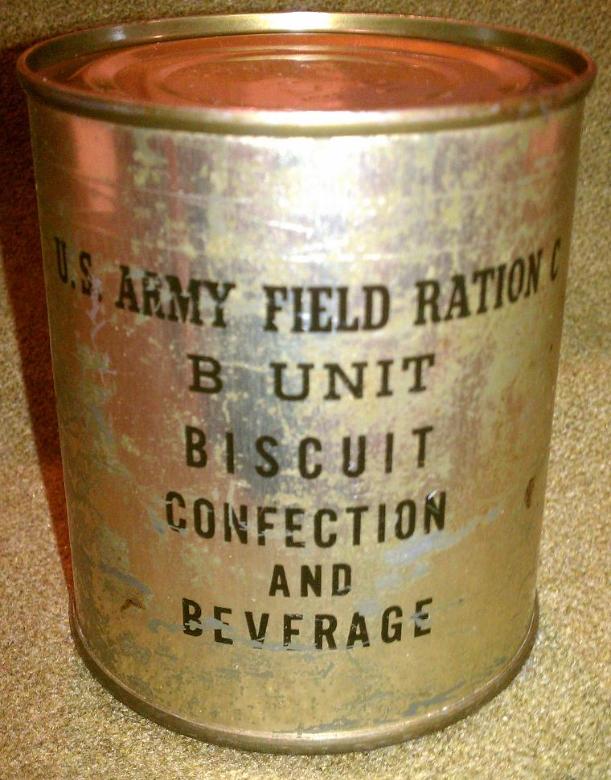 U.S. ARMY FIELD RATION C
B UNIT
BISCUIT
CONFECTION
AND
BEVERAGE